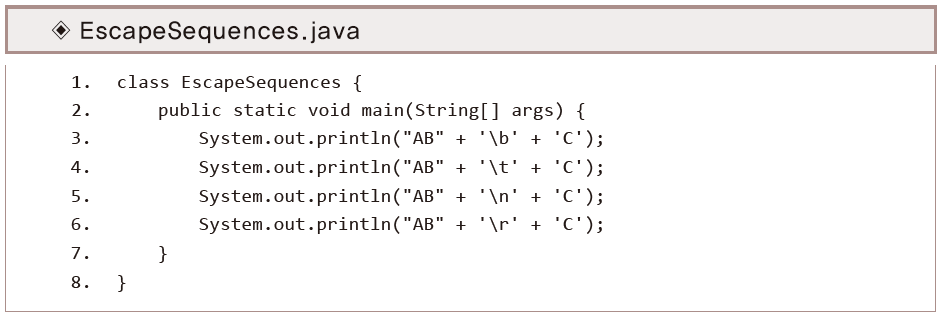 ◈ EscapeSequences.java
1. class EscapeSequences {
2.     public static void main(String[] args) {
3.         System.out.println("AB" + '\b' + 'C');
4.         System.out.println("AB" + '\t' + 'C');
5.         System.out.println("AB" + '\n' + 'C');
6.         System.out.println("AB" + '\r' + 'C');
7.     }
8. }